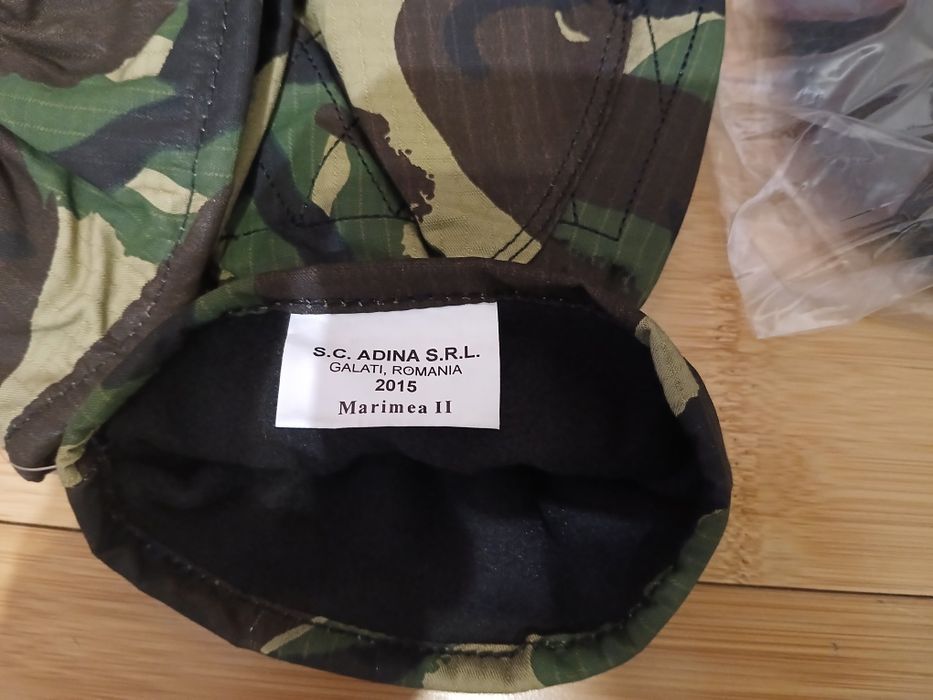 S.C. ADINA S.R.L.
GALATI, ROMANIA
2015
Marimea II